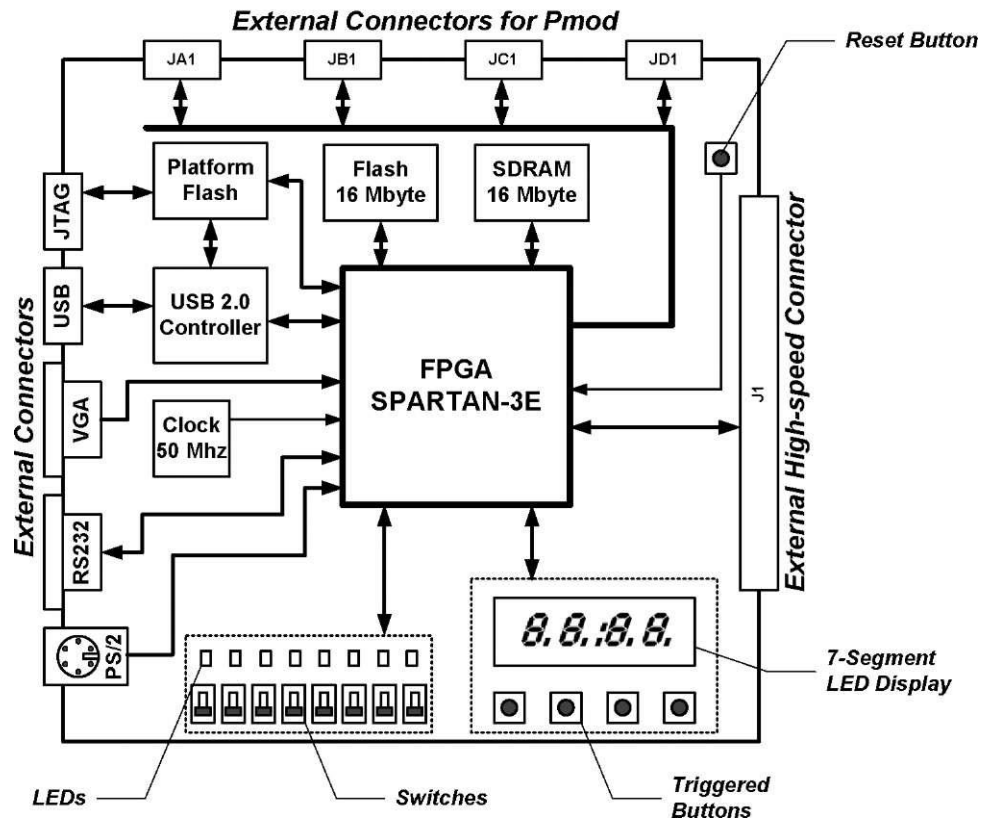 External Connectors for Pmod
Reset Button
JA1
JB1
JC1
JD1
Platform
Flash
Flash
16 Mbyte
SDRAM
16 Mbyte
JTAG
USB
USB 2.0
Controller
External Connectors
VGA
Clock
50 Mhz
FPGA
SPARTAN-3E
J1
External High-speed Connector
RS232
PS/2
8.8.:8.8.
7-Segment
LED Display
LEDs
Switches
Triggered
Buttons